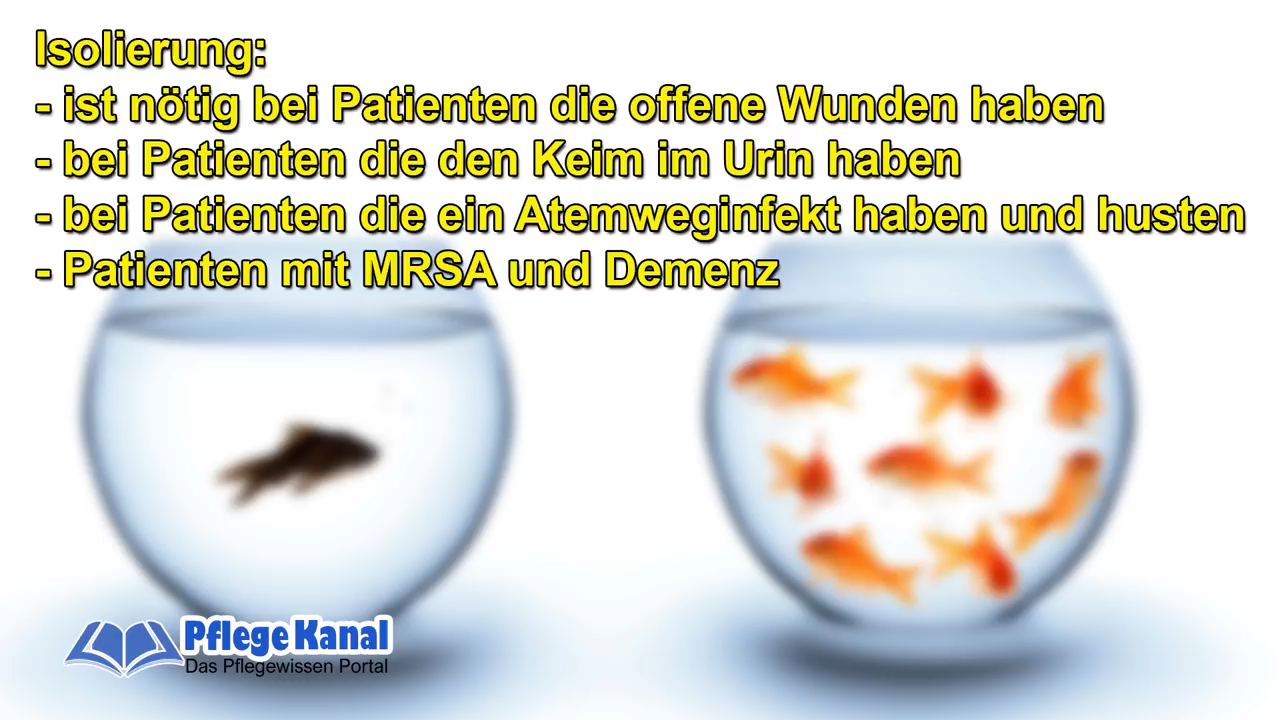 Isolierung:
- ist nötig bei Patienten die offene Wunden haben
- bei Patienten die den Keim im Urin haben
- bei Patienten die ein Atemweginfekt haben und husten
- Patienten mit MRSA und Demenz
Pflege Kanal
Das Pflegewissen Portal